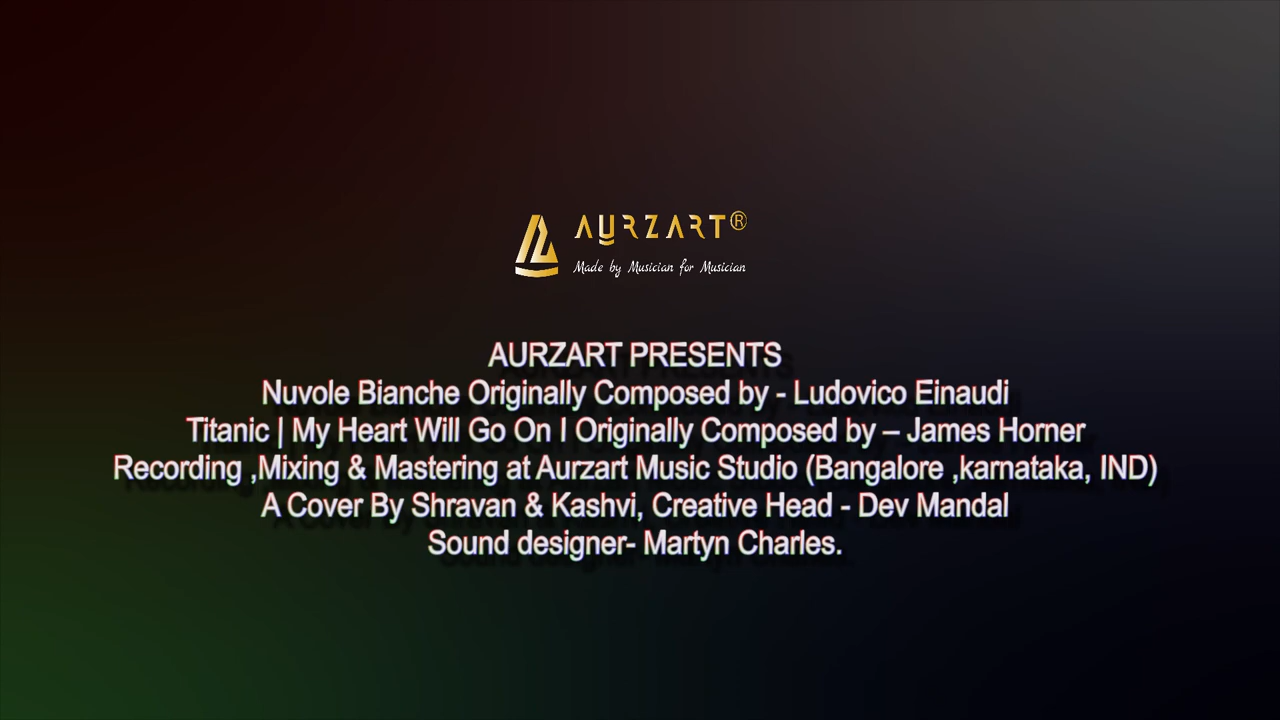 AURZART®
Made by Musician for Musician
AURZART PRESENTS
Nuvole Bianche Originally Composed by - Ludovico Einaudi
Titanic | My Heart Will Go On I Originally Composed by – James Horner
Recording ,Mixing & Mastering at Aurzart Music Studio (Bangalore ,karnataka, IND)
A Cover By Shravan & Kashvi, Creative Head - Dev Mandal
Sound designer- Martyn Charles.